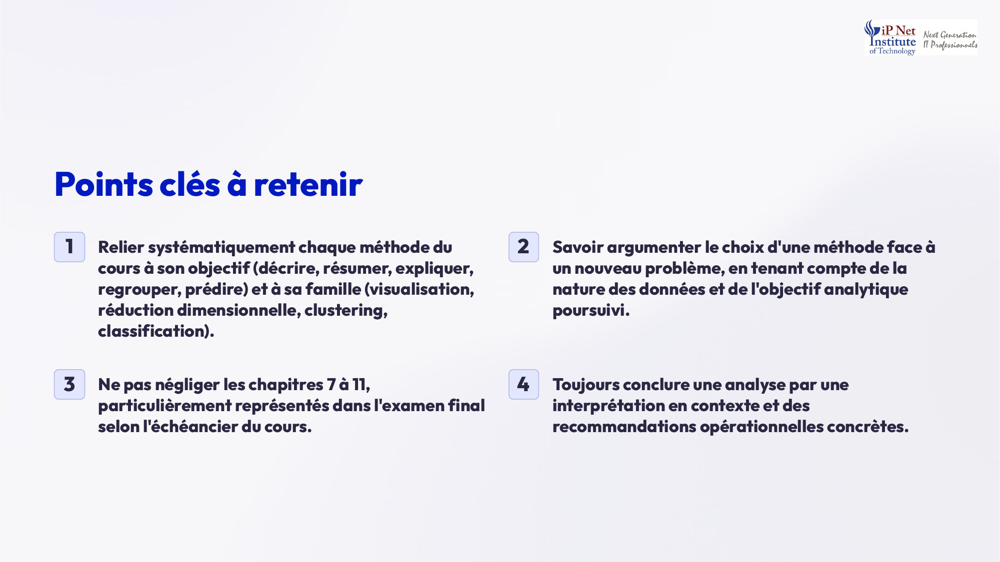 iP Net
Institute
of Technology
Next Generation
IT Professionnels
Points clés à retenir
1
Relier systématiquement chaque méthode du
cours à son objectif (décrire, résumer, expliquer,
regrouper, prédire) et à sa famille (visualisation,
réduction dimensionnelle, clustering,
classification).
2
Savoir argumenter le choix d'une méthode face à
un nouveau problème, en tenant compte de la
nature des données et de l'objectif analytique
poursuivi.
3
Ne pas négliger les chapitres 7 à 11,
particulièrement représentés dans l'examen final
selon l'échéancier du cours.
4
Toujours conclure une analyse par une
interprétation en contexte et des
recommandations opérationnelles concrètes.